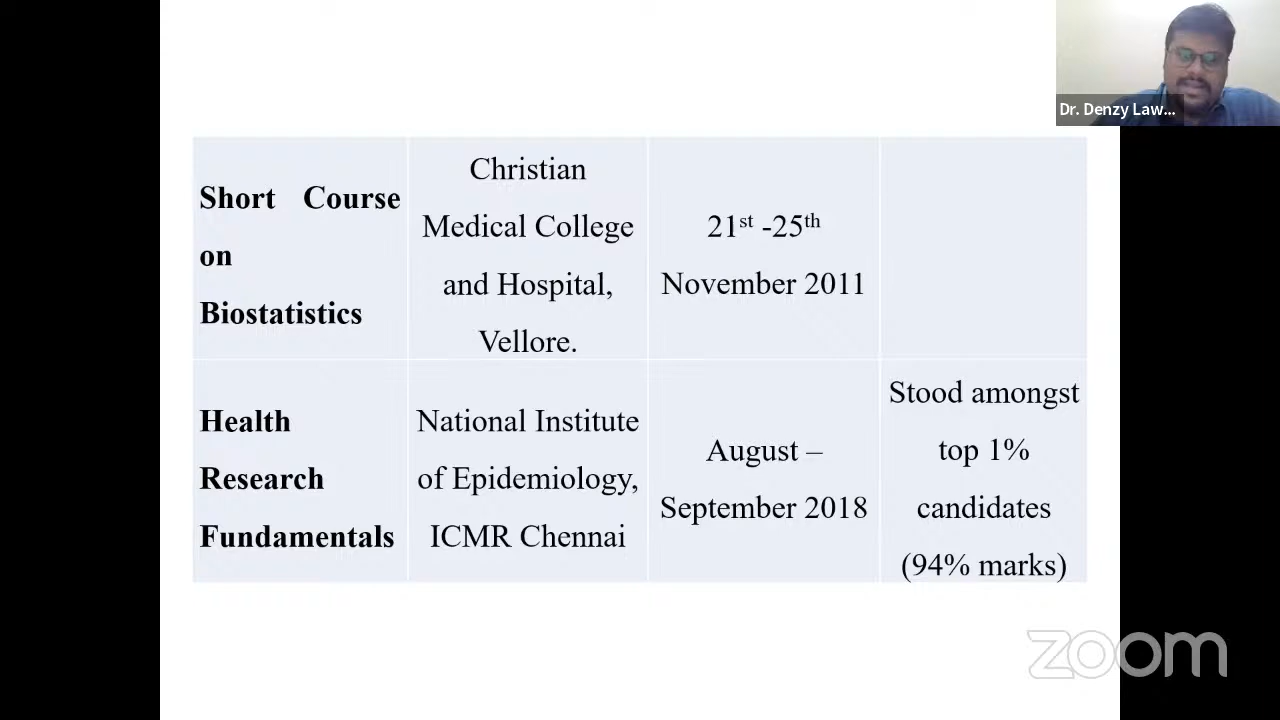 Dr. Denzy Law...
Short Course
on
Biostatistics
Christian
Medical College
and Hospital,
Vellore.
21st -25th
November 2011
Health
Research
Fundamentals
National Institute
of Epidemiology,
ICMR Chennai
August –
September 2018
Stood amongst
top 1%
candidates
(94% marks)
zoom